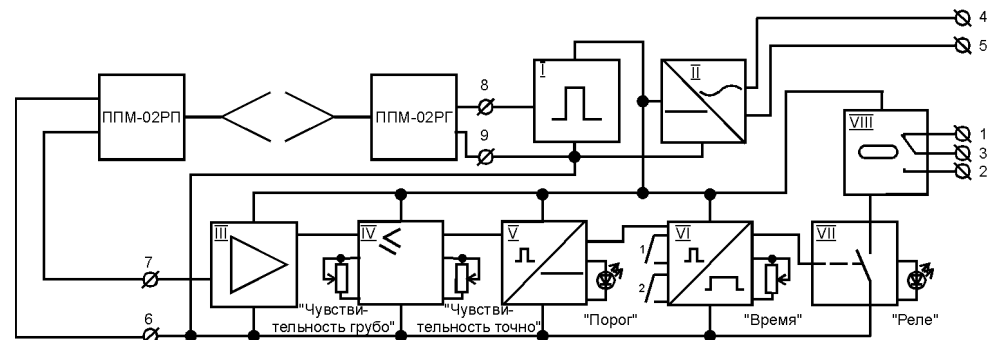 4
5
I
II
8
ППМ-02РП
ППМ-02РГ
9
VIII
1
3
2
III
IV
V
VI
VII
1
2
7
"Чувстви-
тельность грубо"
"Чувстви-
тельность точно"
"Порог"
"Время"
"Реле"
6